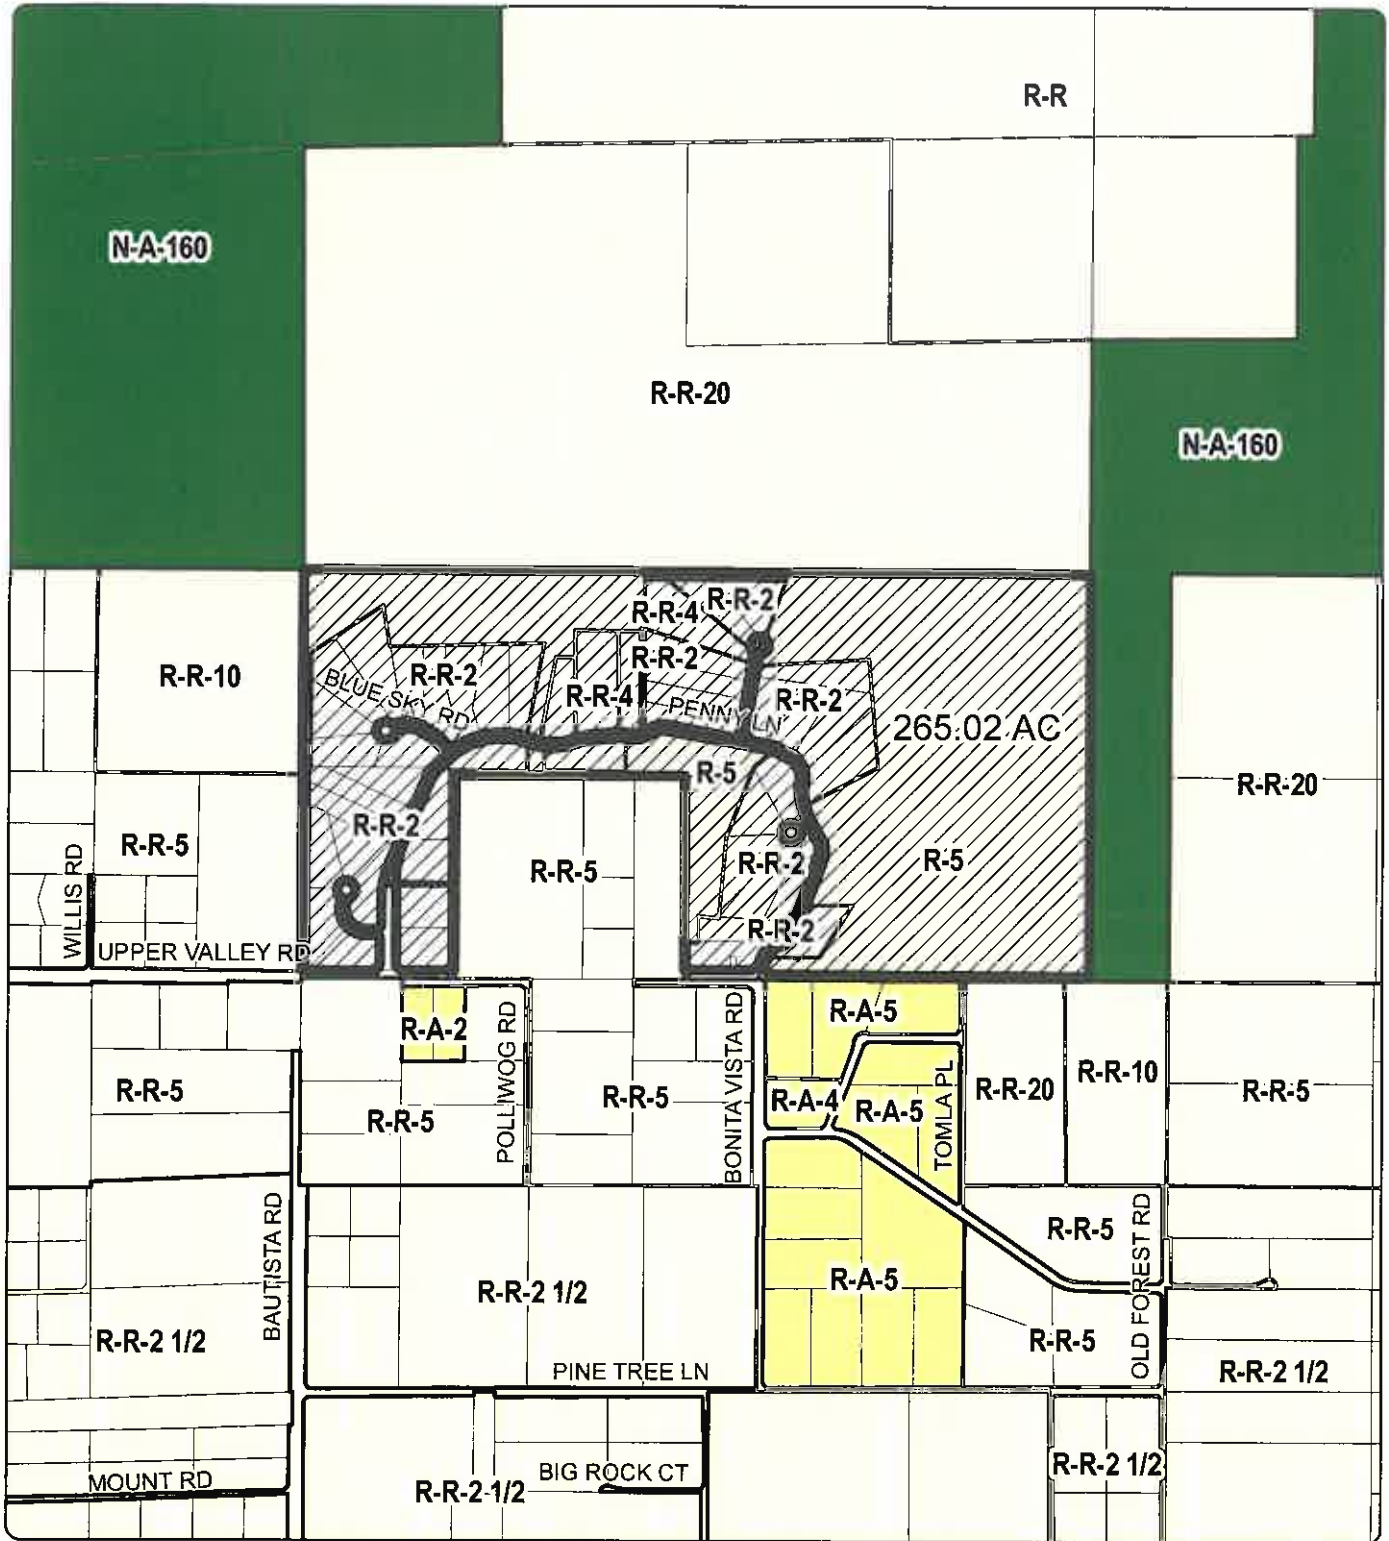 R-R
N-A-160
R-R-20
N-A-160
R-R-4
R-R-2
R-R-2
R-R-10
R-R-2
BLUE SKY RD
R-R-4
PENNY LN
R-R-2
265.02 AC
R-5
R-R-20
R-R-2
R-R-5
WILLIS RD
R-R-5
R-R-2
R-5
R-R-2
UPPER VALLEY RD
R-A-5
R-A-2
POLLIWOG RD
BONITA VISTA RD
R-R-5
R-R-5
R-R-5
R-A-4
R-A-5
TOMLA PL
R-R-20
R-R-10
R-R-5
BAUTISTA RD
R-R-5
OLD FOREST RD
R-R-2 1/2
R-A-5
R-R-2 1/2
R-R-5
R-R-2 1/2
PINE TREE LN
MOUNT RD
R-R-2 1/2
BIG ROCK CT
R-R-2 1/2